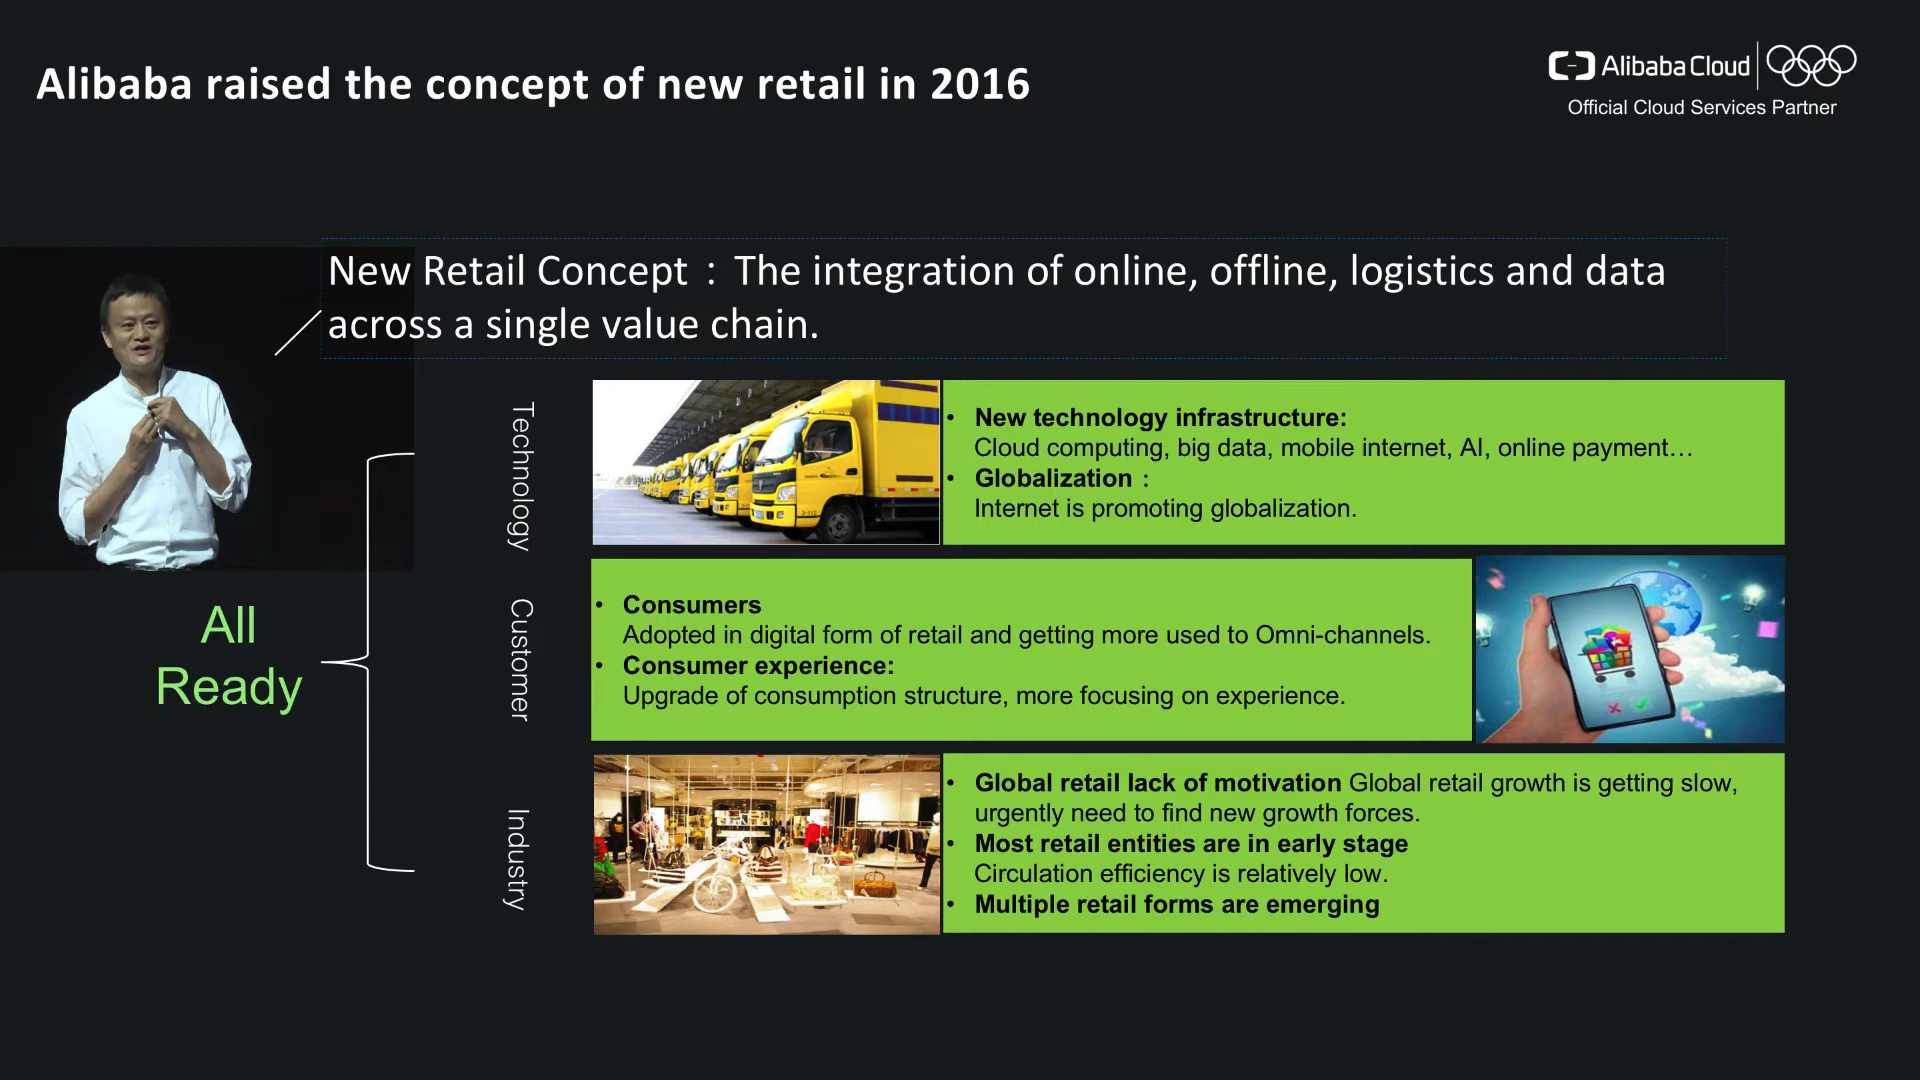 Alibaba raised the concept of new retail in 2016
Alibaba Cloud
Official Cloud Services Partner
New Retail Concept：The integration of online, offline, logistics and data
across a single value chain.
All
Ready
Technology
• New technology infrastructure:
Cloud computing, big data, mobile internet, AI, online payment…
• Globalization：
Internet is promoting globalization.
Customer
• Consumers
Adopted in digital form of retail and getting more used to Omni-channels.
• Consumer experience:
Upgrade of consumption structure, more focusing on experience.
Industry
• Global retail lack of motivation Global retail growth is getting slow,
urgently need to find new growth forces.
• Most retail entities are in early stage
Circulation efficiency is relatively low.
• Multiple retail forms are emerging